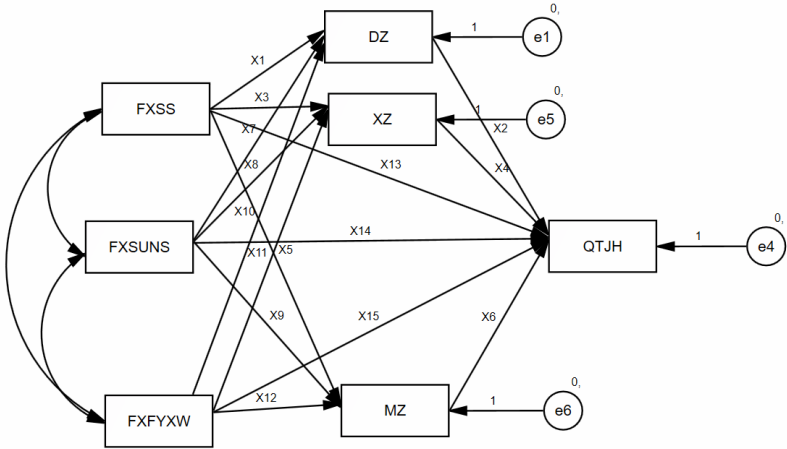 0,
DZ
1
e1
X1
0,
FXSS
X3
XZ
1
e5
X7
X2
X8
X13
X4
X10
0,
X14
FXSUNS
X11
X5
QTJH
1
e4
X9
X15
X6
0,
X12
1
MZ
e6
FXFYXW